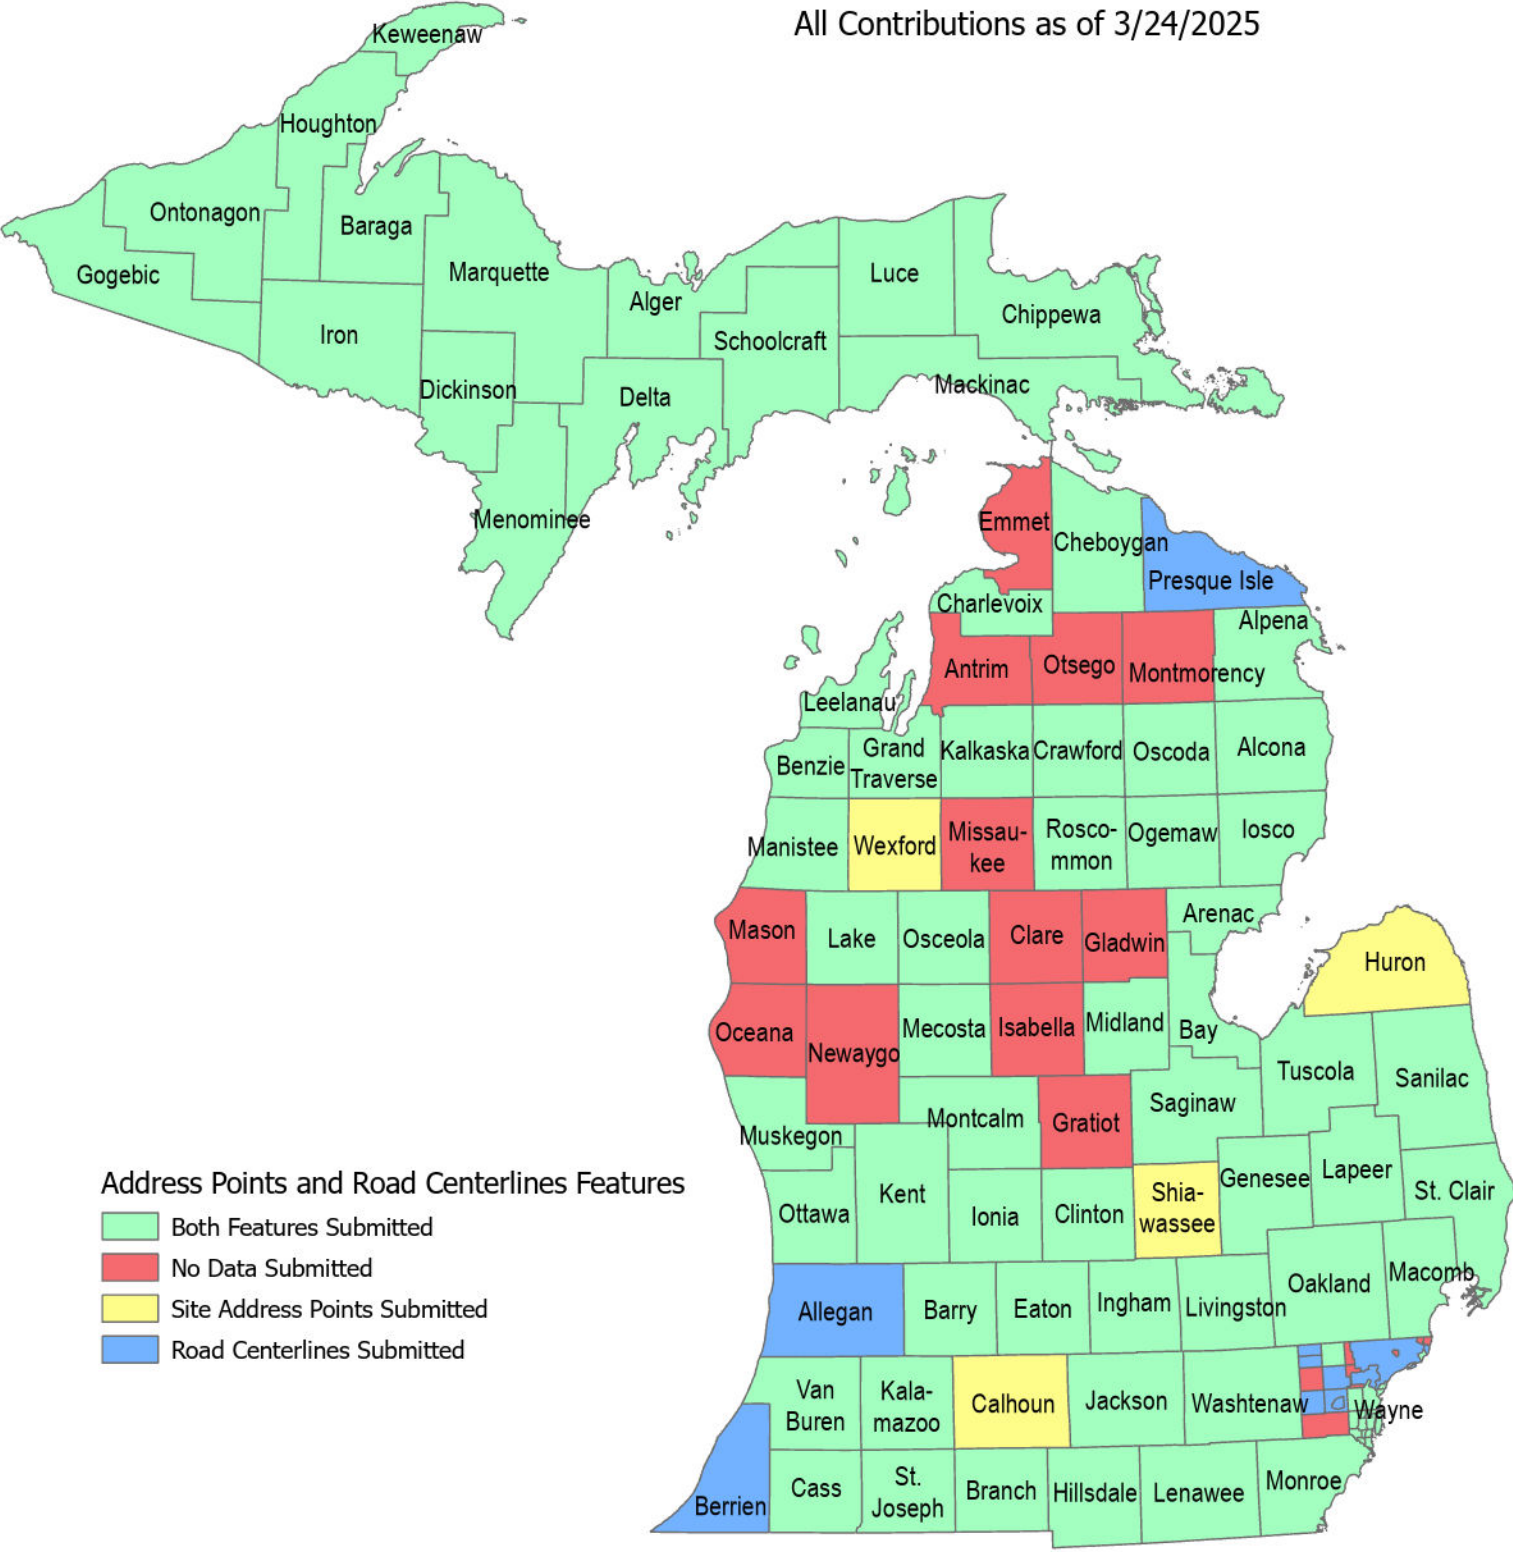 All Contributions as of 3/24/2025
Keweenaw
Houghton
Ontonagon
Baraga
Gogebic
Marquette
Luce
Alger
Chippewa
Iron
Schoolcraft
Dickinson
Delta
Mackinac
Menominee
Emmet
Cheboygan
Presque Isle
Charlevoix
Alpena
Antrim
Otsego
Montmorency
Leelanau
Benzie
Grand
Traverse
Kalkaska
Crawford
Oscoda
Alcona
Manistee
Wexford
Missau-
kee
Rosco-
mmon
Ogemaw
Iosco
Mason
Lake
Osceola
Clare
Gladwin
Arenac
Huron
Oceana
Newaygo
Mecosta
Isabella
Midland
Bay
Tuscola
Sanilac
Muskegon
Montcalm
Gratiot
Saginaw
Ottawa
Kent
Ionia
Clinton
Shia-
wassee
Genesee
Lapeer
St. Clair
Allegan
Barry
Eaton
Ingham
Livingston
Oakland
Macomb
Van
Buren
Kala-
mazoo
Calhoun
Jackson
Washtenaw
Wayne
Berrien
Cass
St.
Joseph
Branch
Hillsdale
Lenawee
Monroe
Address Points and Road Centerlines Features
Both Features Submitted
No Data Submitted
Site Address Points Submitted
Road Centerlines Submitted